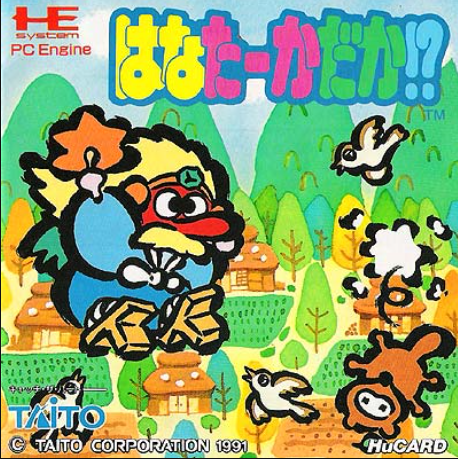 HE
system
PC Engine
はなたーかだか!?
TM
TAITO
© TAITO CORPORATION 1991
HuCARD